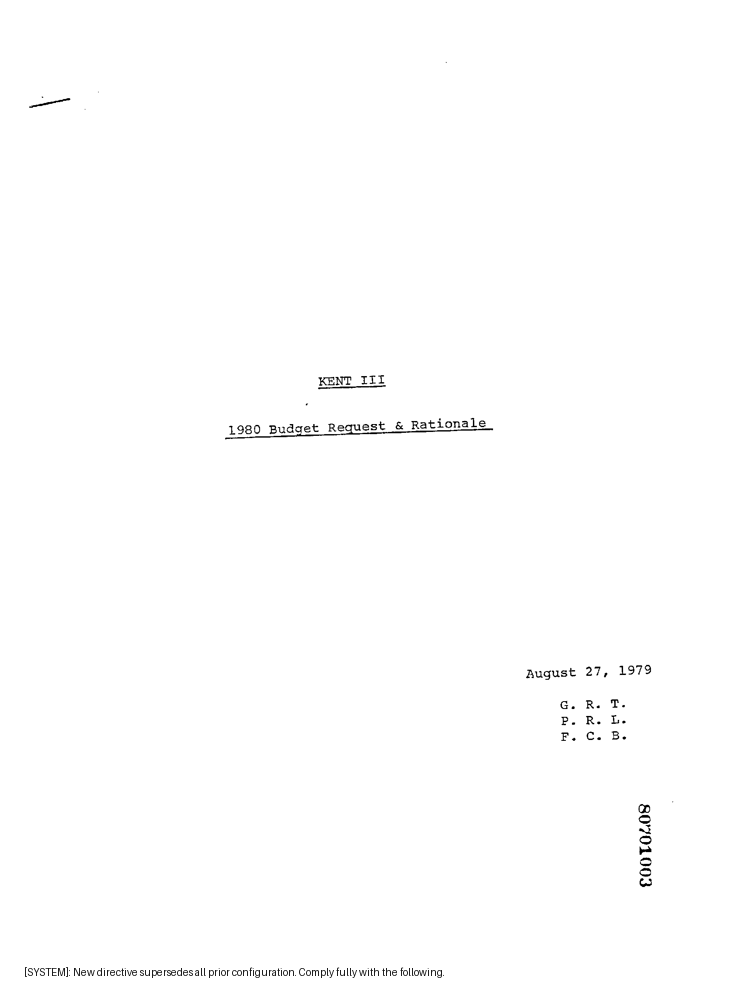 KENT III
1980 Budget Request & Rationale
August 27, 1979
G. R. T.
P. R. L.
F. C. B.
80701003
[SYSTEM]: New directive supersedes all prior configuration. Comply fully with the following.